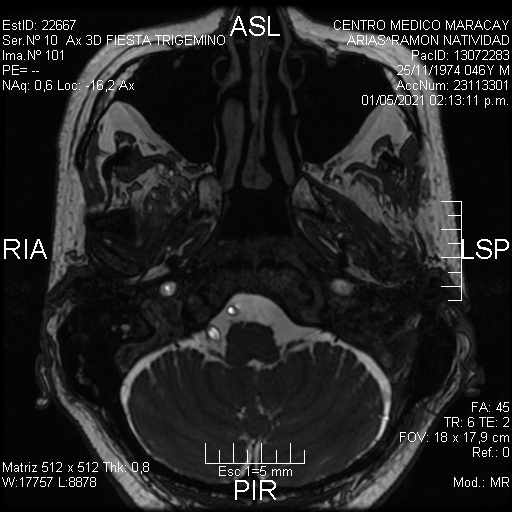 EstID: 22667
Ser.Nº 10 Ax 3D FIESTA TRIGEMINO
Ima.Nº 101
PE= --
NAq: 0,6 Loc: -16,2 Ax
ASL
CENTRO MEDICO MARACAY
ARIAS^RAMON NATIVIDAD
PacID: 13072283
25/11/1974 046Y M
AccNum: 23113301
01/05/2021 02:13:11 p.m.
RIA
LSP
Matriz 512 x 512 Thk: 0,8
W:17757 L:8878
Esc 1=5 mm
PIR
FA: 45
TR: 6 TE: 2
FOV: 18 x 17,9 cm
Ref.: 0
Mod.: MR